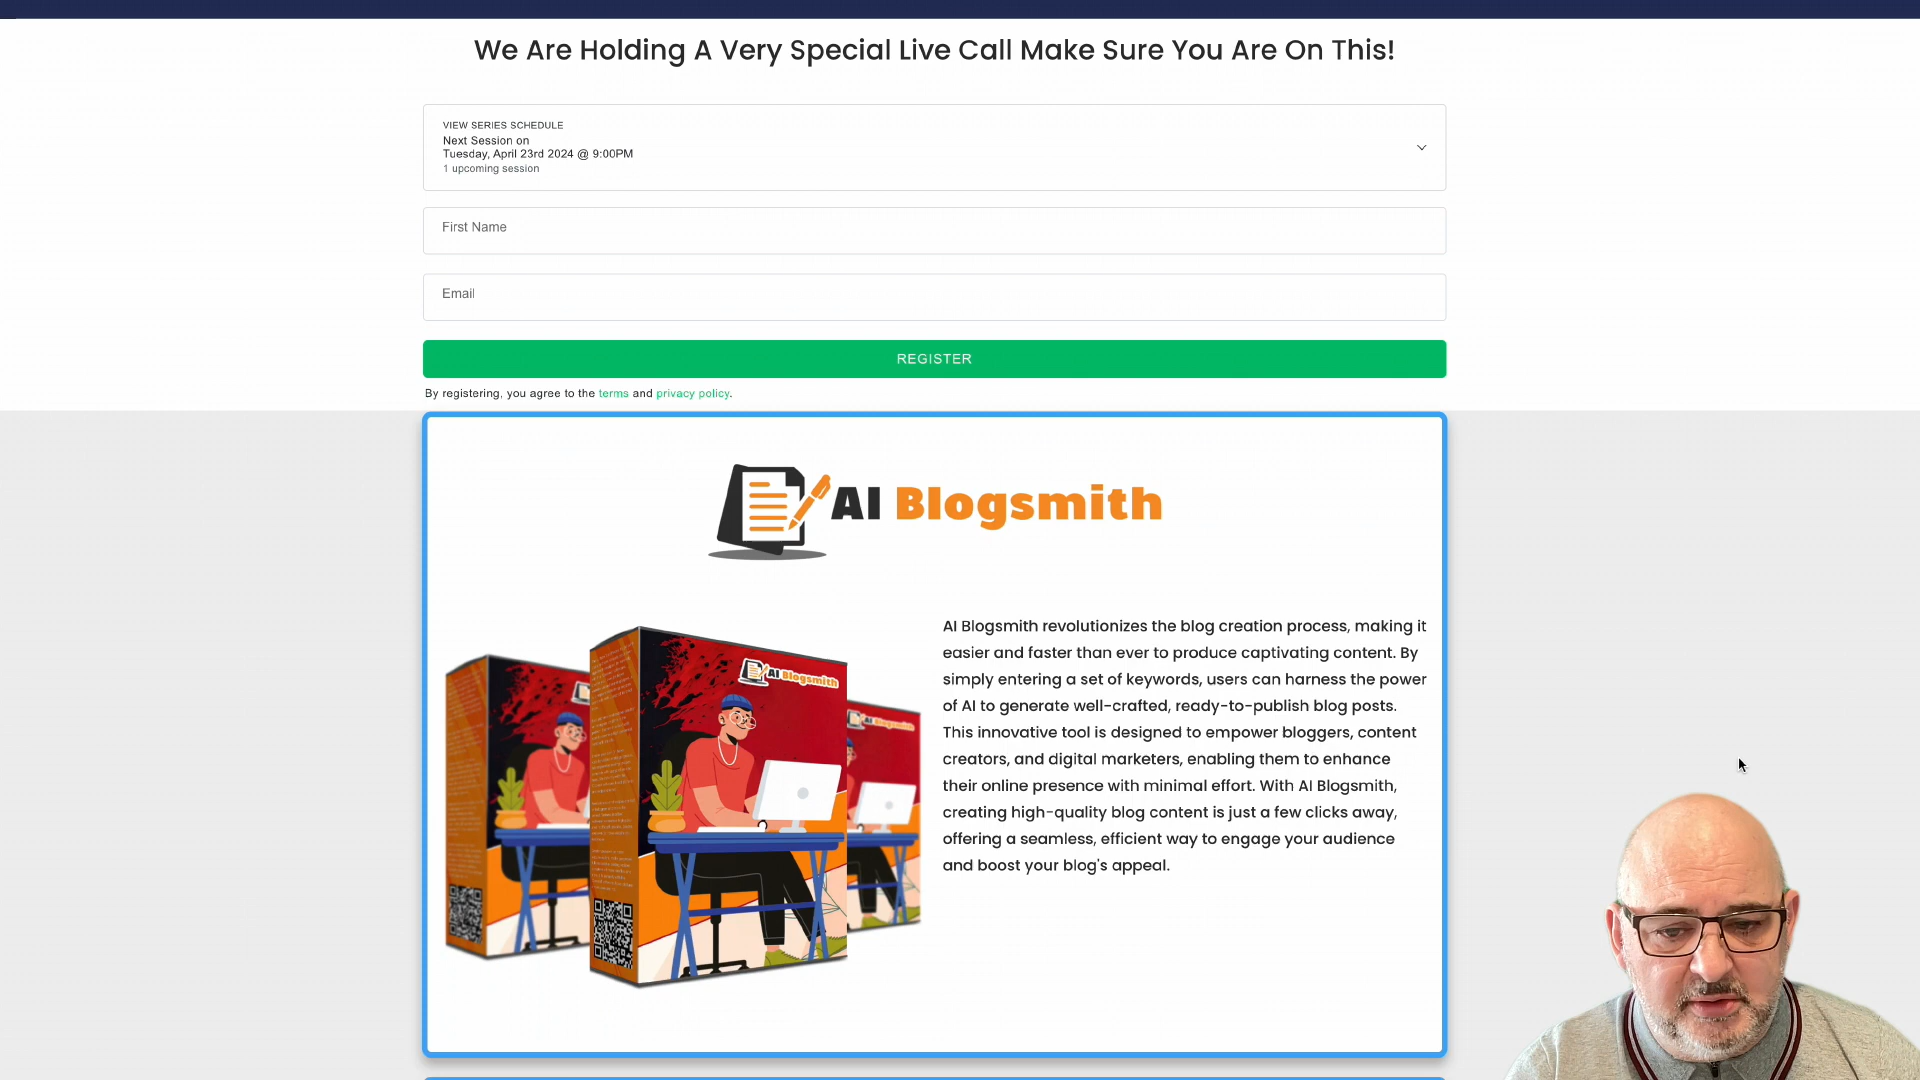 We Are Holding A Very Special Live Call Make Sure You Are On This!
VIEW SERIES SCHEDULE
Next Session on
Tuesday, April 23rd 2024 @ 9:00PM
1 upcoming session
First Name
Email
REGISTER
By registering, you agree to the terms and privacy policy.
AI Blogsmith
AI Blogsmith revolutionizes the blog creation process, making it
easier and faster than ever to produce captivating content. By
simply entering a set of keywords, users can harness the power
of AI to generate well-crafted, ready-to-publish blog posts.
This innovative tool is designed to empower bloggers, content
creators, and digital marketers, enabling them to enhance
their online presence with minimal effort. With AI Blogsmith,
creating high-quality blog content is just a few clicks away,
offering a seamless, efficient way to engage your audience
and boost your blog's appeal.
AI Blogsmith
AI Blogsmith